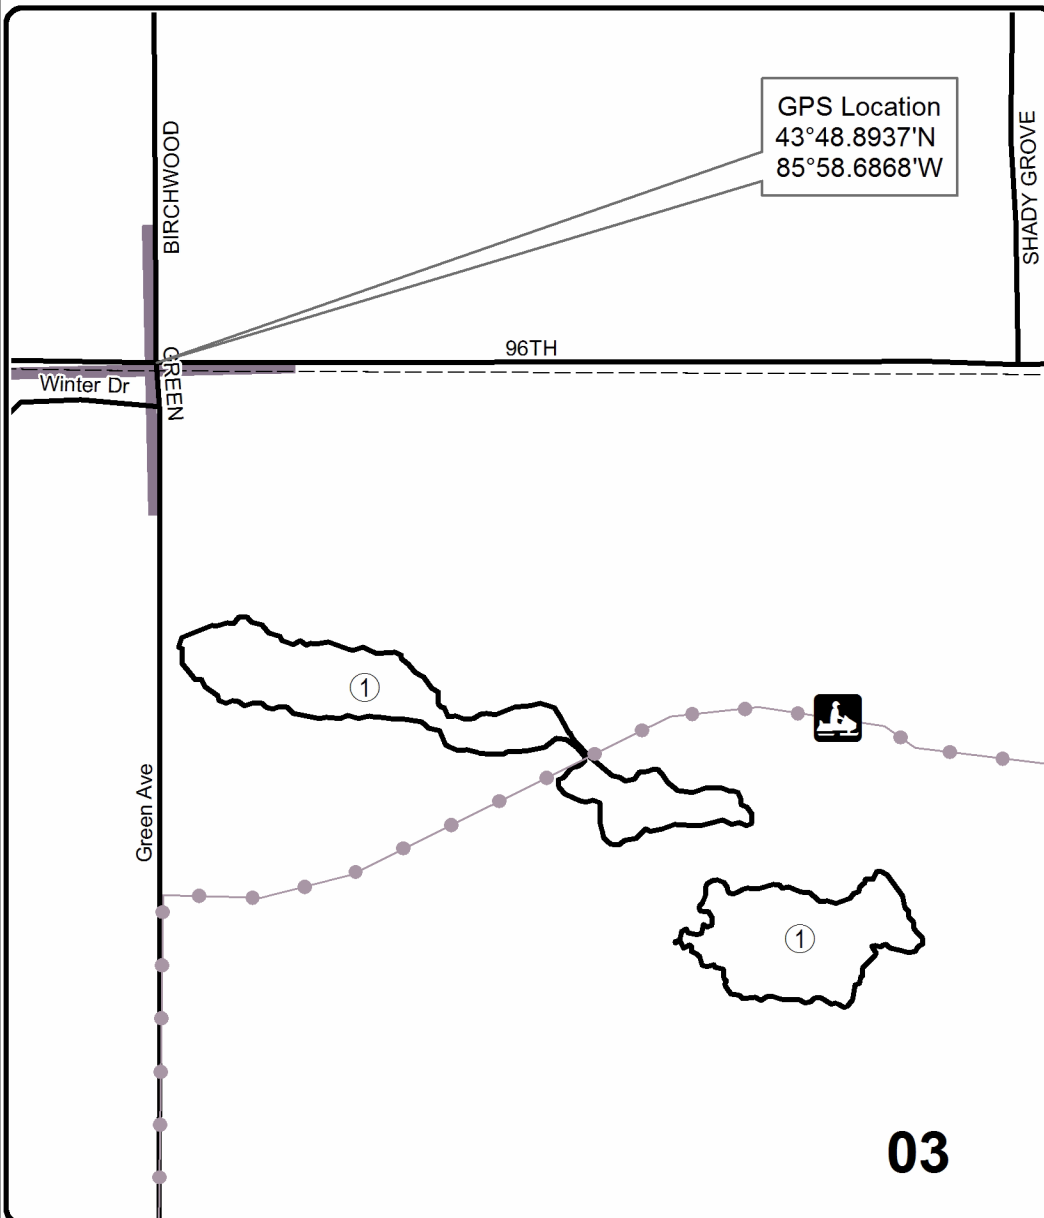 BIRCHWOOD
GPS Location
43°48.8937'N
85°58.6868'W
SHADY GROVE
96TH
GREEN
Winter Dr
1
Green Ave
1
03